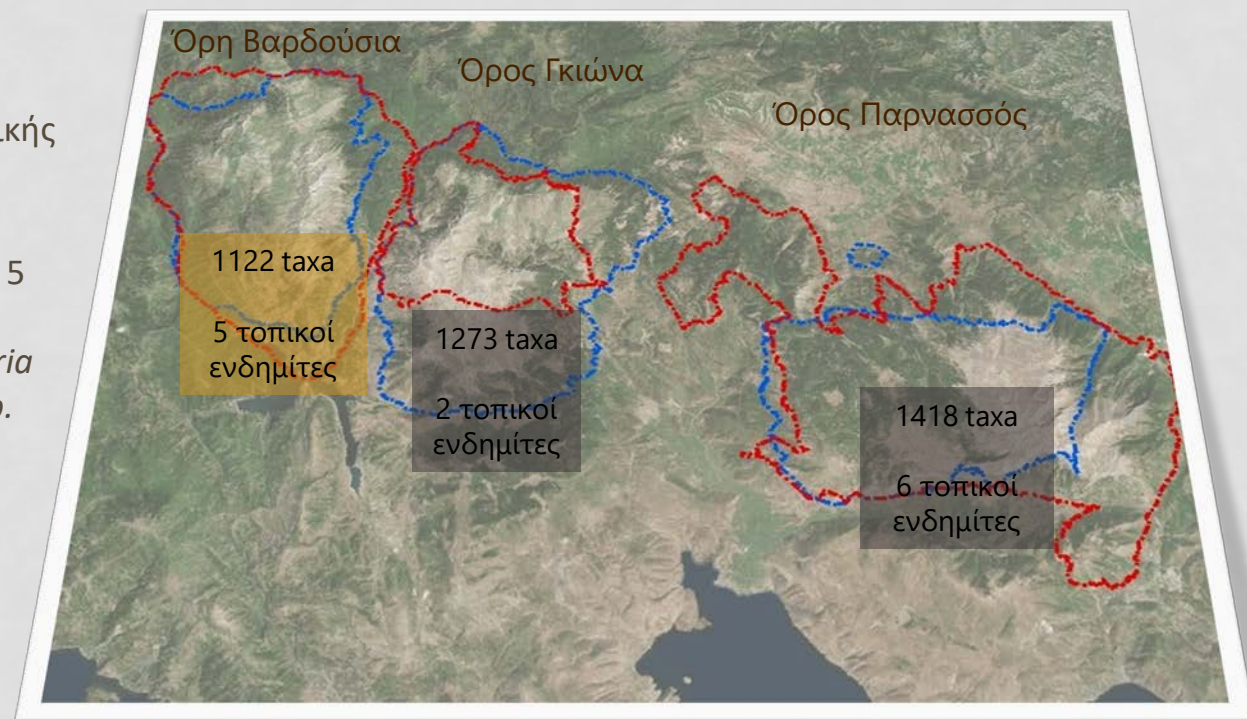 Όρη Βαρδούσια
Όρος Γκιώνα
Όρος Παρνασσός
5
1122 taxa
5 τοπικοί
ενδημίτες
1273 taxa
2 τοπικοί
ενδημίτες
1418 taxa
6 τοπικοί
ενδημίτες